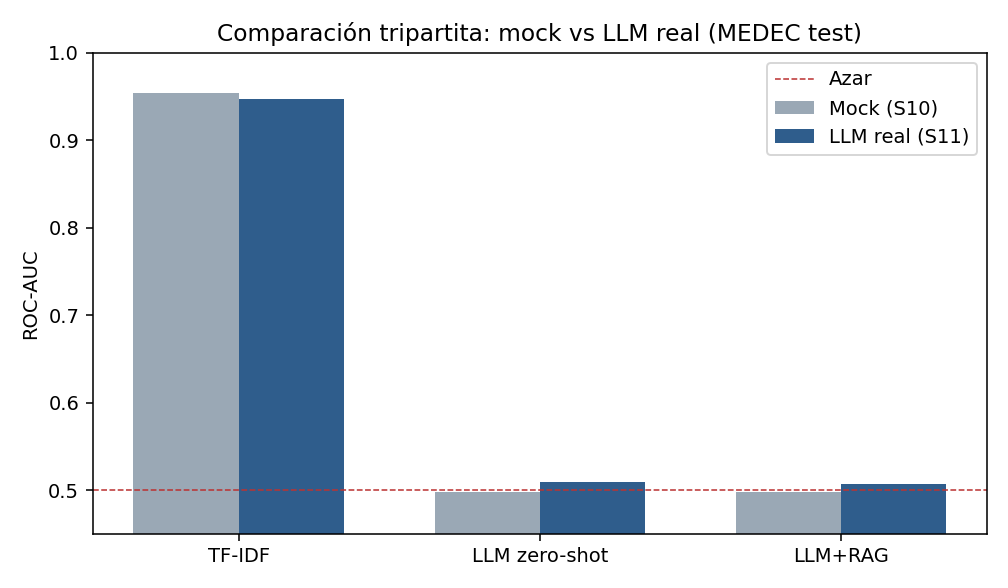 Comparación tripartita: mock vs LLM real (MEDEC test)
1.0
0.9
0.8
0.7
0.6
0.5
ROC-AUC
Azar
Mock (S10)
LLM real (S11)
TF-IDF
LLM zero-shot
LLM+RAG